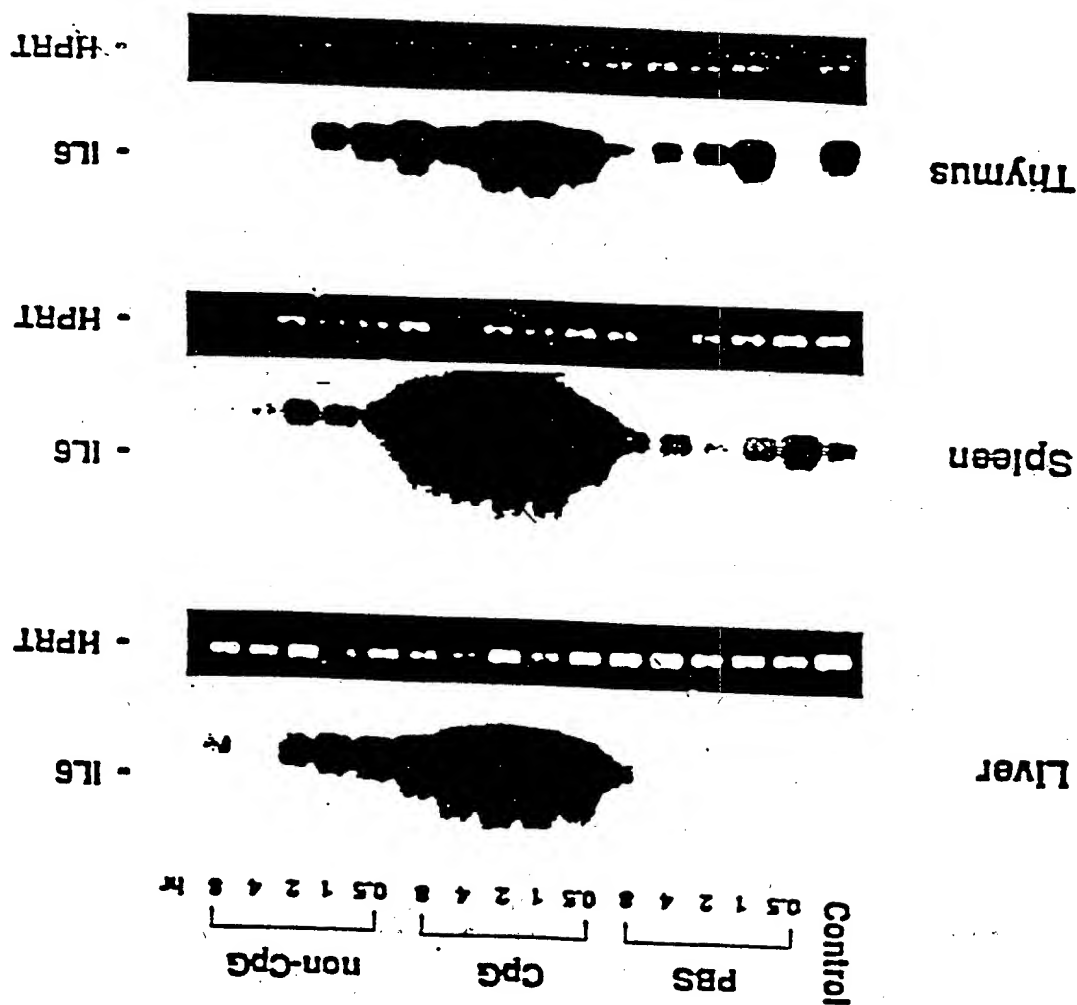 PBS CpG non-CpG
Control 0.5 1 2 4 8 0.5 1 2 4 8 0.5 1 2 4 8 hr
Liver - IL6
- HPRT
Spleen - IL6
- HPRT
Thymus - IL6
- HPRT